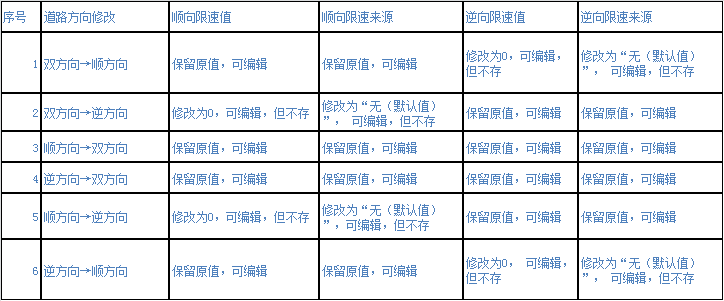 序号 道路方向修改 顺向限速值 顺向限速来源 逆向限速值 逆向限速来源
1 双方向→顺方向 保留原值，可编辑 保留原值，可编辑 修改为0，可编辑，但不存 修改为“无（默认值）”， 可编辑，但不存
2 双方向→逆方向 修改为0，可编辑，但不存 修改为“无（默认值）”， 可编辑，但不存 保留原值，可编辑 保留原值，可编辑
3 顺方向→双方向 保留原值，可编辑 保留原值，可编辑 保留原值，可编辑 保留原值，可编辑
4 逆方向→双方向 保留原值，可编辑 保留原值，可编辑 保留原值，可编辑 保留原值，可编辑
5 顺方向→逆方向 修改为0，可编辑，但不存 修改为“无（默认值）”，可编辑，但不存 保留原值，可编辑 保留原值，可编辑
6 逆方向→顺方向 保留原值，可编辑 保留原值，可编辑 修改为0， 可编辑，但不存 修改为“无（默认值）”， 可编辑，但不存